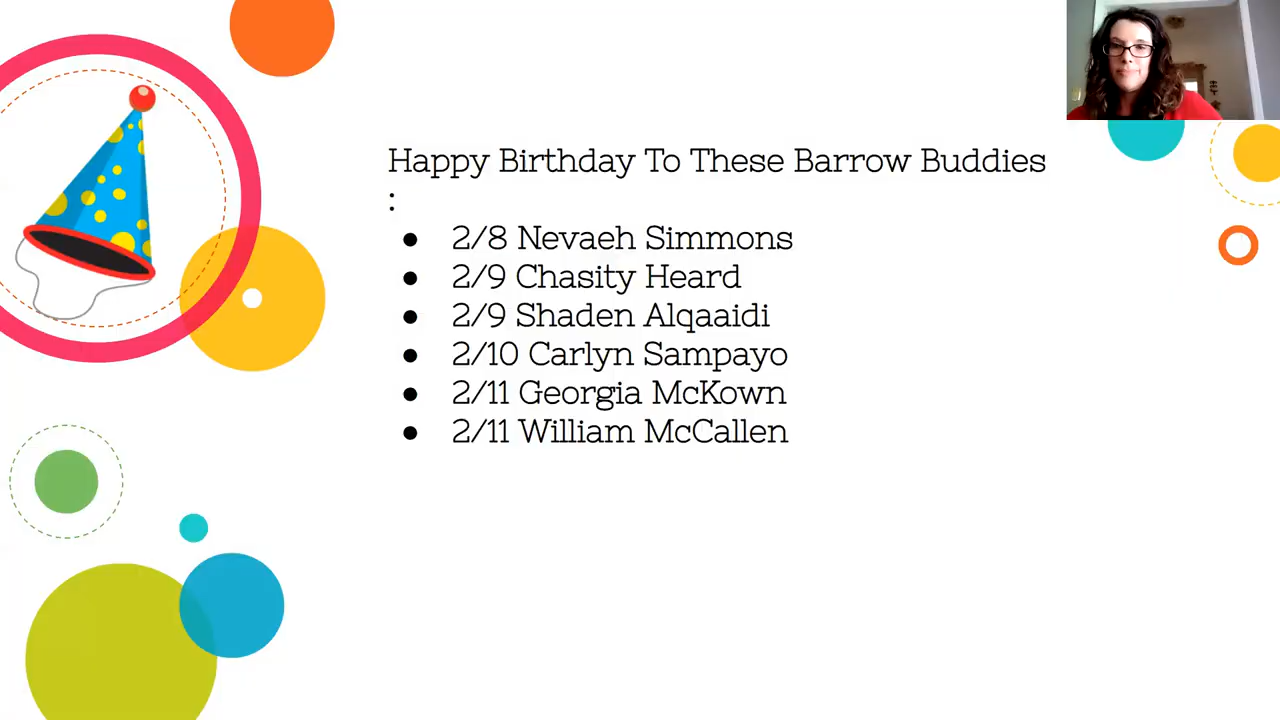 Happy Birthday To These Barrow Buddies
:
● 2/8 Nevaeh Simmons
● 2/9 Chasity Heard
● 2/9 Shaden Alqaaidi
● 2/10 Carlyn Sampayo
● 2/11 Georgia McKown
● 2/11 William McCallen